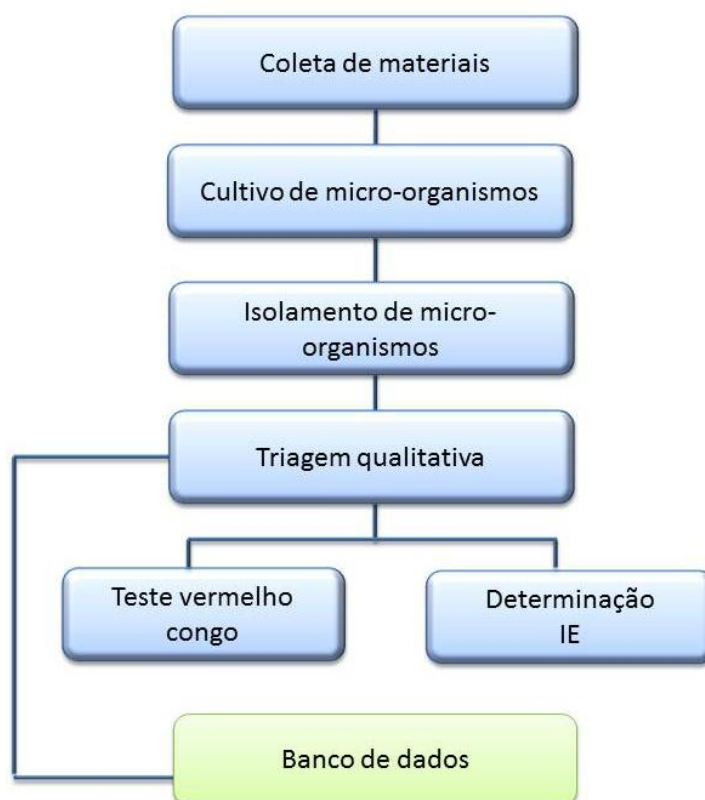 Coleta de materiais
Cultivo de micro-organismos
Isolamento de micro-
organismos
Triagem qualitativa
Teste vermelho
congo
Determinação
IE
Banco de dados